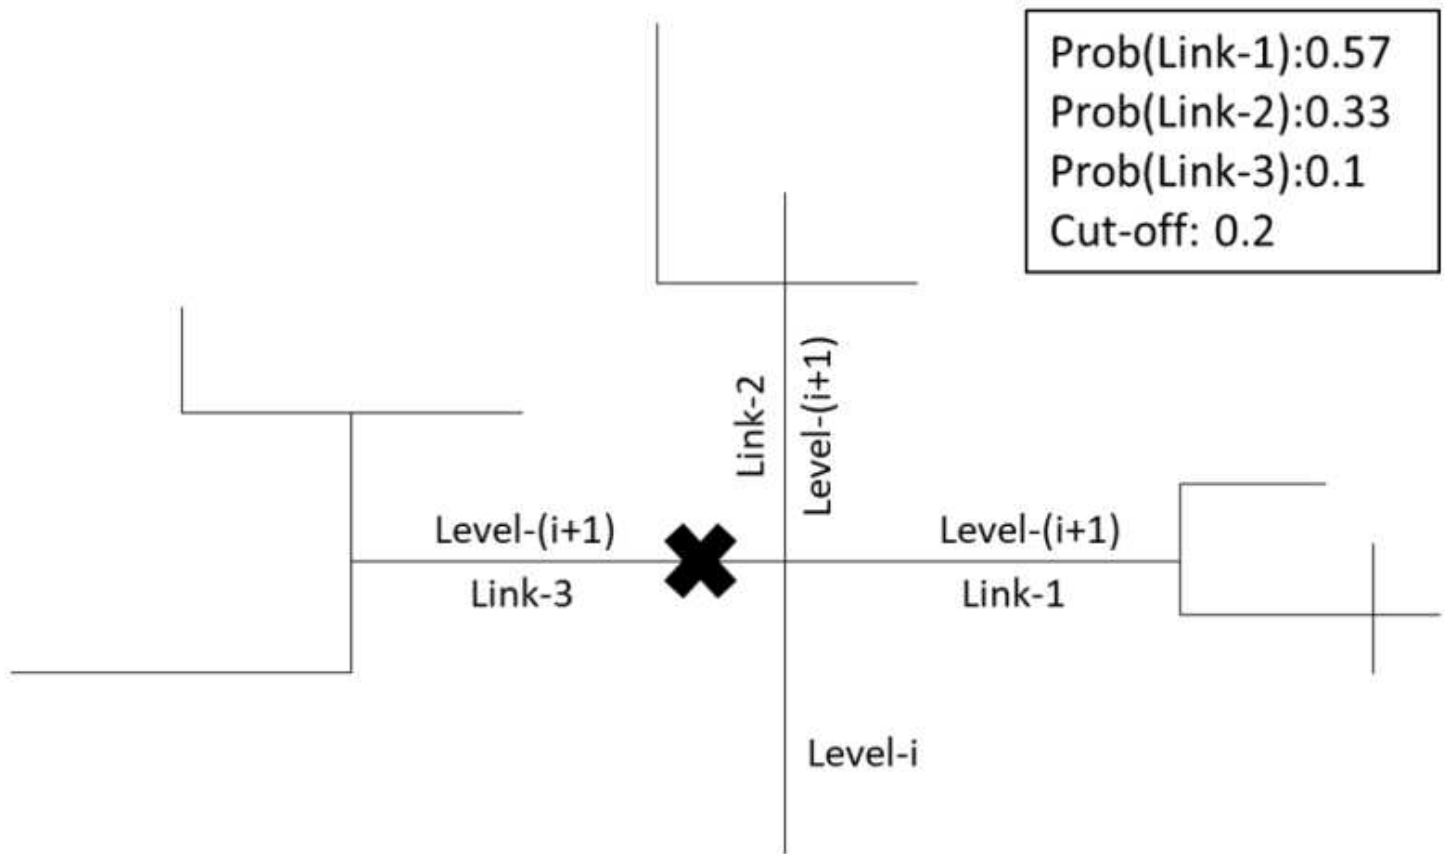 Prob(Link-1):0.57
Prob(Link-2):0.33
Prob(Link-3):0.1
Cut-off: 0.2
Link-2
Level-(i+1)
Level-(i+1)
Link-3
Level-(i+1)
Link-1
Level-i